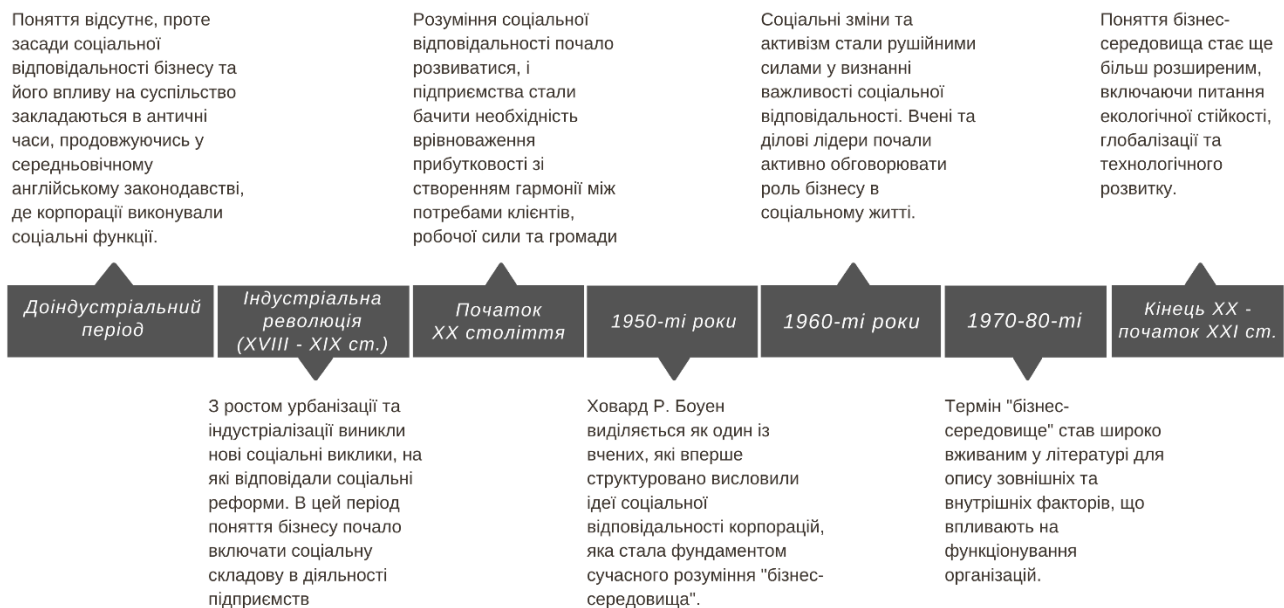 Поняття відсутнє, проте
засади соціальної
відповідальності бізнесу та
його впливу на суспільство
закладаються в античні
часи, продовжуючись у
середньовічному
англійському законодавстві,
де корпорації виконували
соціальні функції.
Розуміння соціальної
відповідальності почало
розвиватися, і
підприємства стали
бачити необхідність
врівноваження
прибутковості зі
створенням гармонії між
потребами клієнтів,
робочої сили та громади
Соціальні зміни та
активізм стали рушійними
силами у визнанні
важливості соціальної
відповідальності. Вчені та
ділові лідери почали
активно обговорювати
роль бізнесу в
соціальному житті.
Поняття бізнес-
середовища стає ще
більш розширеним,
включаючи питання
екологічної стійкості,
глобалізації та
технологічного
розвитку.
Доіндустріальний
період
Індустріальна
революція
(XVIII - XIX ст.)
Початок
XX століття
1950-ті роки
1960-ті роки
1970-80-ті
Кінець XX -
початок XXI ст.
З ростом урбанізації та
індустріалізації виникли
нові соціальні виклики, на
які відповідали соціальні
реформи. В цей період
поняття бізнесу почало
включати соціальну
складову в діяльності
підприємств
Ховард Р. Боуен
виділяється як один із
вчених, які вперше
структуровано висловили
ідеї соціальної
відповідальності корпорацій,
яка стала фундаментом
сучасного розуміння "бізнес-
середовища".
Термін "бізнес-
середовище" став широко
вживаним у літературі для
опису зовнішніх та
внутрішніх факторів, що
впливають на
функціонування
організацій.